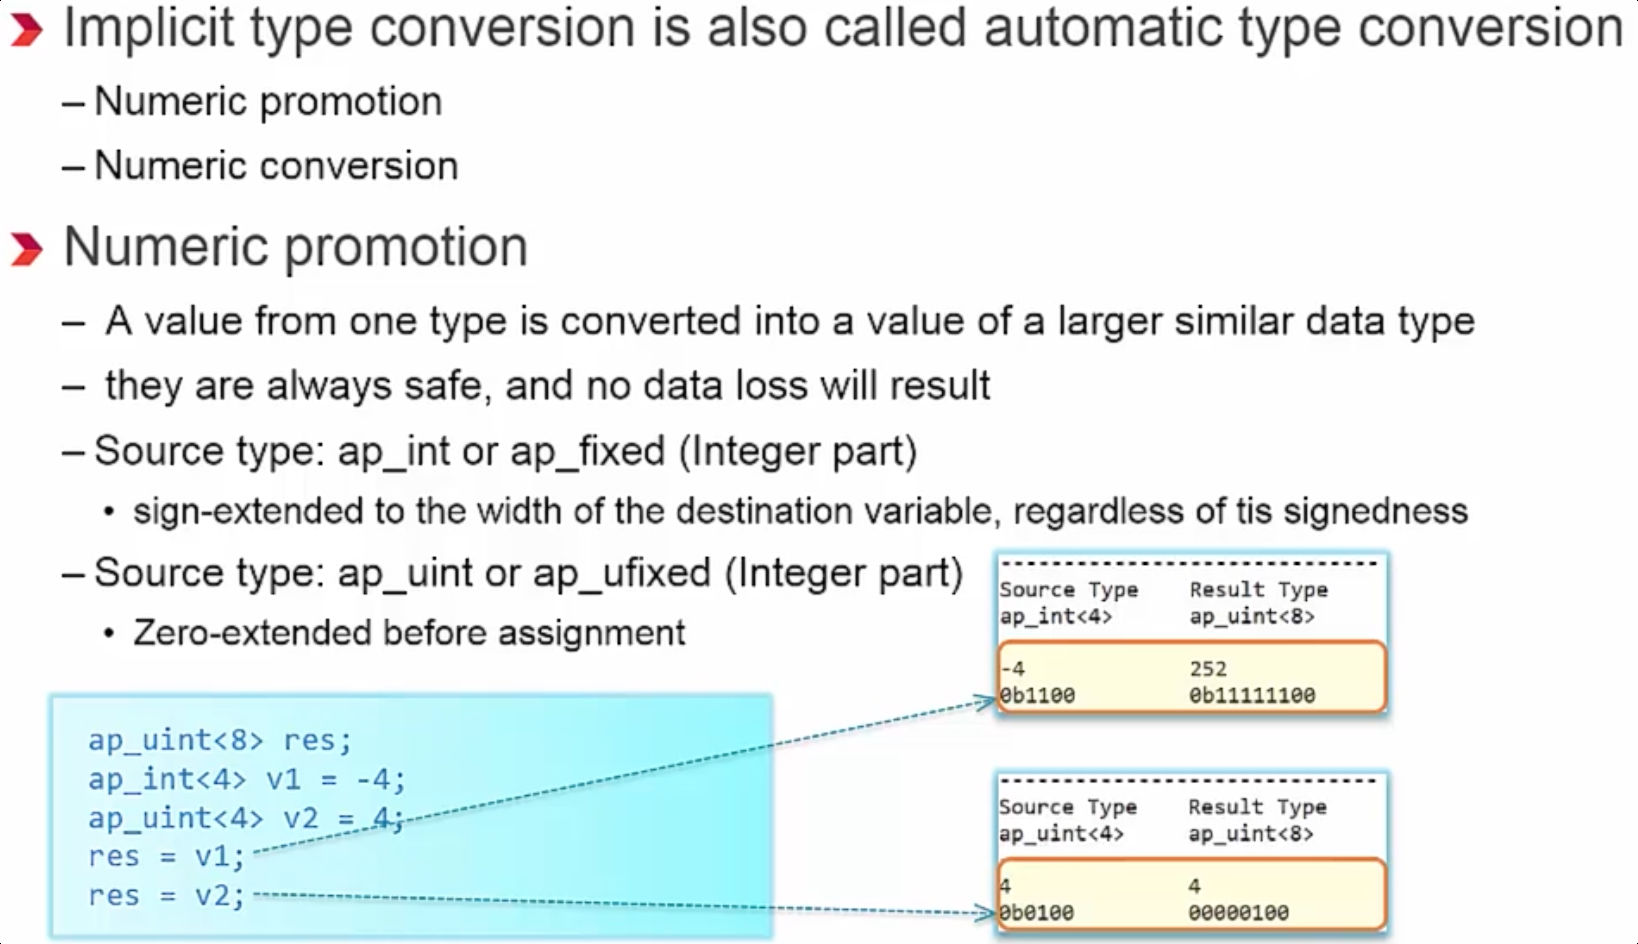 Implicit type conversion is also called automatic type conversion
– Numeric promotion
– Numeric conversion
Numeric promotion
– A value from one type is converted into a value of a larger similar data type
– they are always safe, and no data loss will result
– Source type: ap_int or ap_fixed (Integer part)
• sign-extended to the width of the destination variable, regardless of tis signedness
– Source type: ap_uint or ap_ufixed (Integer part)
• Zero-extended before assignment
ap_uint<8> res;
ap_int<4> v1 = -4;
ap_uint<4> v2 = 4;
res = v1;
res = v2;
Source Type Result Type
ap_int<4> ap_uint<8>
-4 252
0b1100 0b11111100
Source Type Result Type
ap_uint<4> ap_uint<8>
4 4
0b0100 00000100